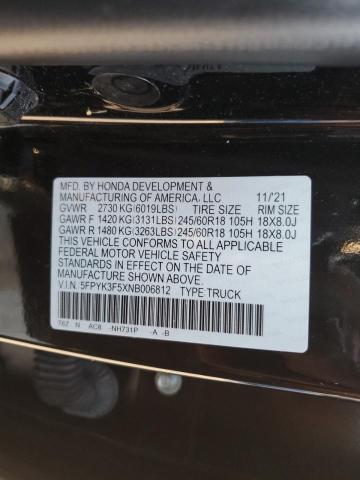 MFD. BY HONDA DEVELOPMENT &
MANUFACTURING OF AMERICA, LLC 11/21
GVWR 2730 KG(6019LBS) TIRE SIZE RIM SIZE
GAWR F 1420 KG(3131LBS) 245/60R18 105H 18X8.0J
GAWR R 1480 KG(3263LBS) 245/60R18 105H 18X8.0J
THIS VEHICLE CONFORMS TO ALL APPLICABLE
FEDERAL MOTOR VEHICLE SAFETY
STANDARDS IN EFFECT ON THE DATE OF
MANUFACTURE SHOWN ABOVE.
V.I.N. 5FPYK3F5XNB006812 TYPE TRUCK
T6Z N AC8 -NH731P -A -B